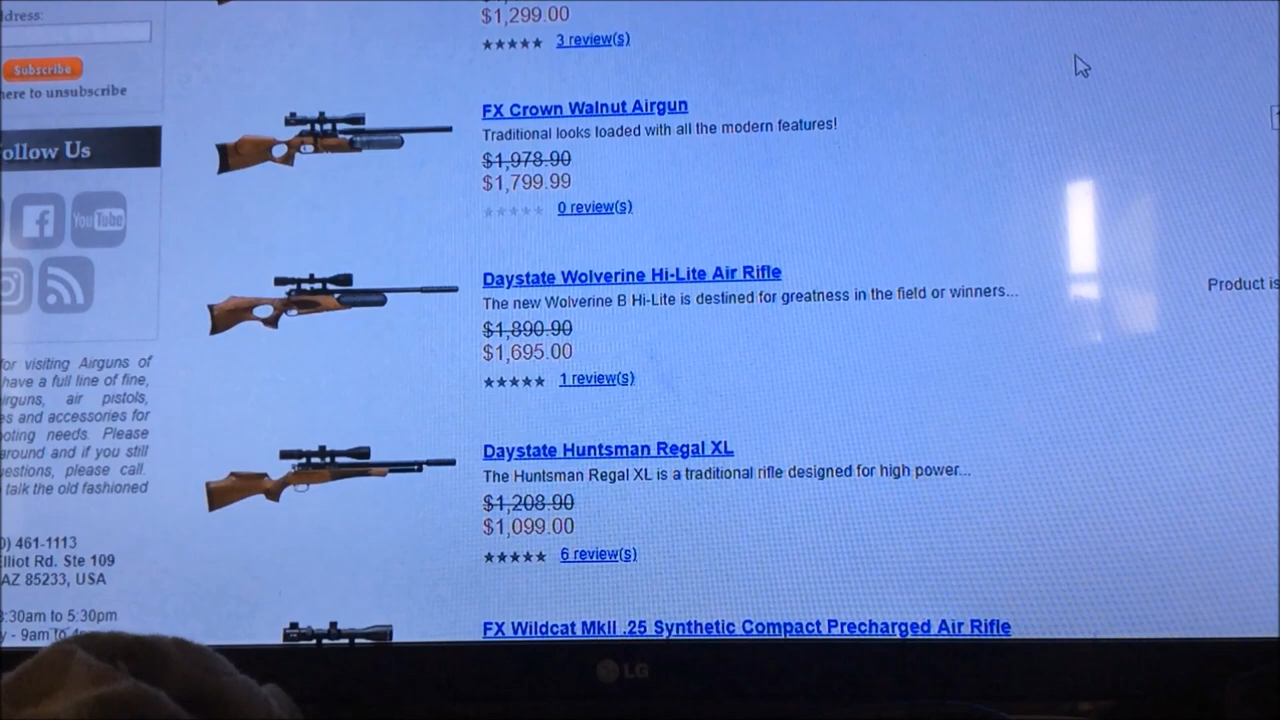 $1,299.00
3 review(s)
dress:
Subscribe
here to unsubscribe
ollow Us
YouTube
FX Crown Walnut Airgun
Traditional looks loaded with all the modern features!
$1,978.90
$1,799.99
0 review(s)
Daystate Wolverine Hi-Lite Air Rifle
The new Wolverine B Hi-Lite is destined for greatness in the field or winners...
$1,890.90
$1,695.00
1 review(s)
Product is
Daystate Huntsman Regal XL
The Huntsman Regal XL is a traditional rifle designed for high power...
$1,208.90
$1,099.00
6 review(s)
FX Wildcat MkII .25 Synthetic Compact Precharged Air Rifle
for visiting Airguns of
have a full line of fine,
irguns, air pistols,
es and accessories for
oting needs. Please
around and if you still
estions, please call.
talk the old fashioned
0) 461-1113
lliot Rd. Ste 109
AZ 85233, USA
8:30am to 5:30pm
y - 9am to
LG